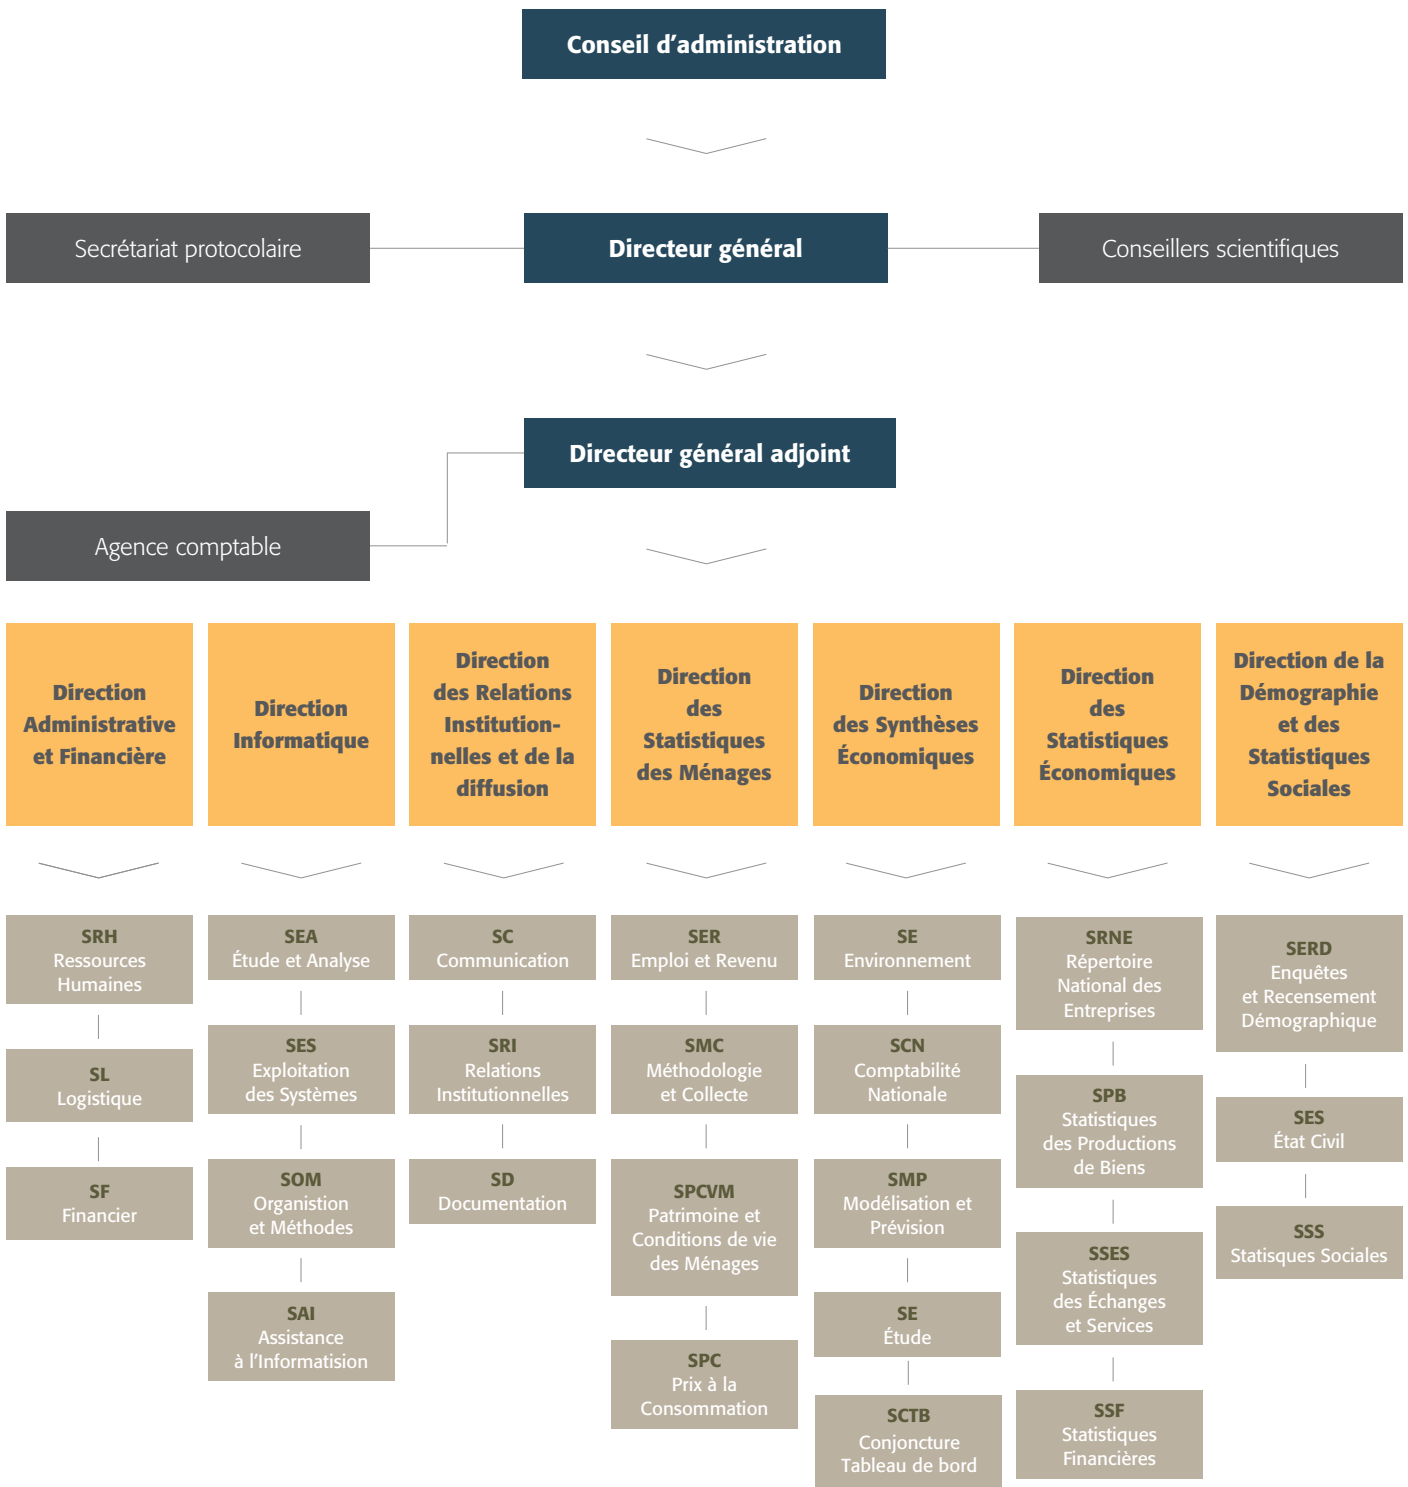 Conseil d’administration
Secrétariat protocolaire
Directeur général
Conseillers scientifiques
Directeur général adjoint
Agence comptable
Direction
Administrative
et Financière
Direction
Informatique
Direction
des Relations
Institution-
nelles et de la
diffusion
Direction
des
Statistiques
des Ménages
Direction
des Synthèses
Économiques
Direction
des
Statistiques
Économiques
Direction de la
Démographie
et des
Statistiques
Sociales
SRH
Ressources
Humaines
SL
Logistique
SF
Financier
SEA
Étude et Analyse
SES
Exploitation
des Systèmes
SOM
Organistion
et Méthodes
SAI
Assistance
à l’Informatision
SC
Communication
SRI
Relations
Institutionnelles
SD
Documentation
SER
Emploi et Revenu
SMC
Méthodologie
et Collecte
SPCVM
Patrimoine et
Conditions de vie
des Ménages
SPC
Prix à la
Consommation
SE
Environnement
SCN
Comptabilité
Nationale
SMP
Modélisation et
Prévision
SE
Étude
SCTB
Conjoncture
Tableau de bord
SRNE
Répertoire
National des
Entreprises
SPB
Statistiques
des Productions
de Biens
SSES
Statistiques
des Échanges
et Services
SSF
Statistiques
Financières
SERD
Enquêtes
et Recensement
Démographique
SES
État Civil
SSS
Statisques Sociales